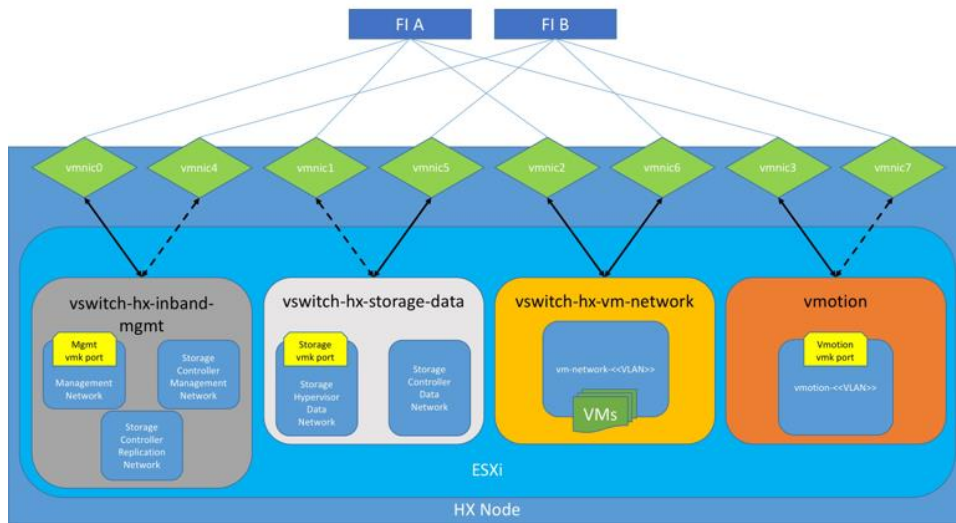 FI A
FI B
vmnic0
vmnic4
vmnic1
vmnic5
vmnic2
vmnic6
vmnic3
vmnic7
vswitch-hx-inband-
mgmt
Mgmt
vmk port
Management
Network
Storage
Controller
Management
Network
Storage
Controller
Replication
Network
vswitch-hx-storage-data
Storage
vmk port
Storage
Hypervisor
Data
Network
Storage
Controller
Data
Network
vswitch-hx-vm-network
vm-network-<<VLAN>>
VMs
vmotion
Vmotion
vmk port
vmotion-<<VLAN>>
ESXi
HX Node